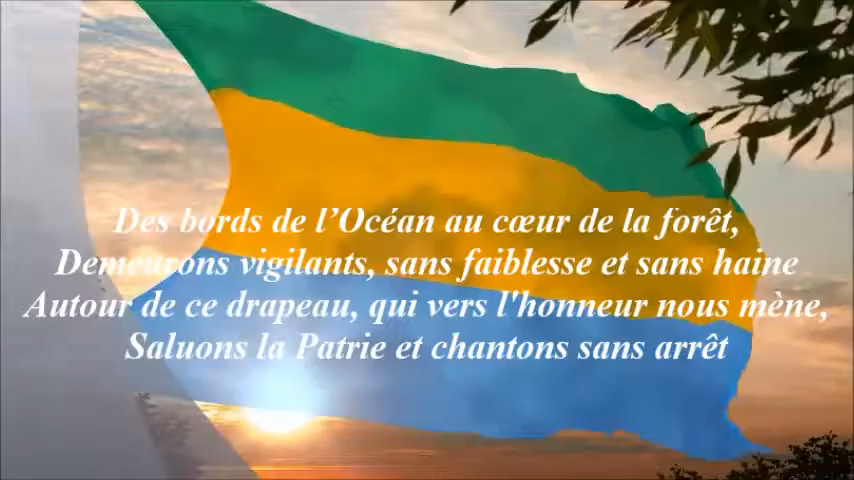 Des bords de l’Océan au cœur de la forêt,
Demeurons vigilants, sans faiblesse et sans haine
Autour de ce drapeau, qui vers l'honneur nous mène,
Saluons la Patrie et chantons sans arrêt